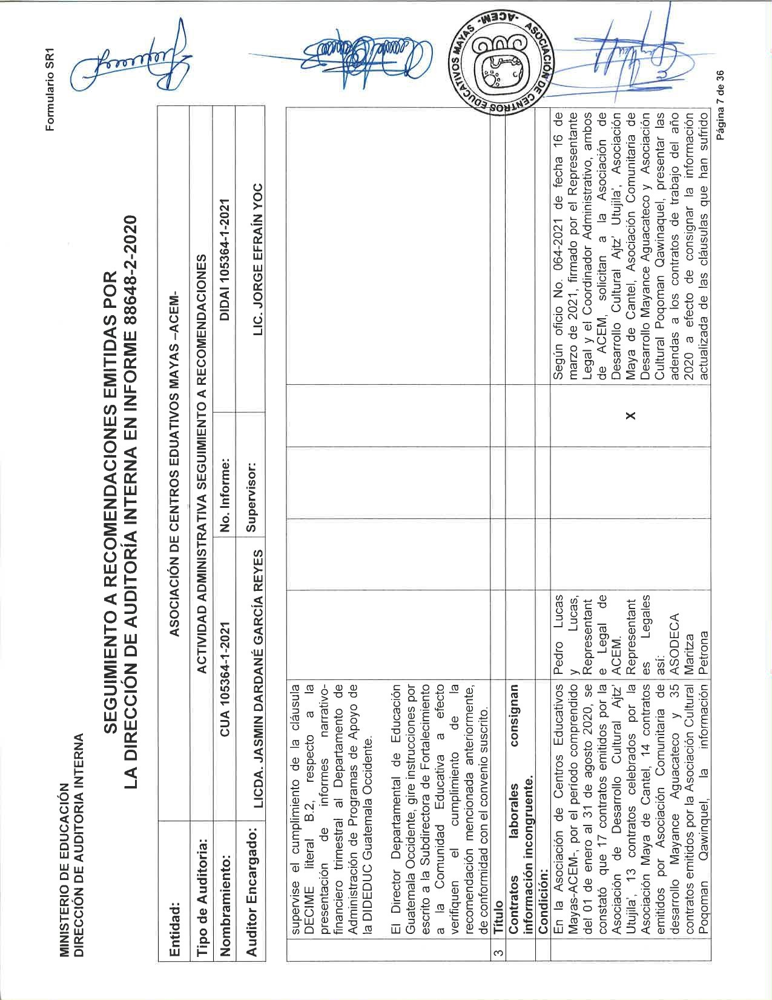 Formulario SR1
MINISTERIO DE EDUCACIÓN
DIRECCIÓN DE AUDITORIA INTERNA
SEGUIMIENTO A RECOMENDACIONES EMITIDAS POR
LA DIRECCIÓN DE AUDITORÍA INTERNA EN INFORME 88648-2-2020
Entidad: ASOCIACIÓN DE CENTROS EDUATIVOS MAYAS –ACEM-
Tipo de Auditoria: ACTIVIDAD ADMINISTRATIVA SEGUIMIENTO A RECOMENDACIONES
Nombramiento: CUA 105364-1-2021 No. Informe: DIDAI 105364-1-2021
Auditor Encargado: LICDA. JASMIN DARDANÉ GARCÍA REYES Supervisor: LIC. JORGE EFRAÍN YOC
supervise el cumplimiento de la cláusula
DECIME literal B.2, respecto a la
presentación de informes narrativo-
financiero trimestral al Departamento de
Administración de Programas de Apoyo de
la DIDEDUC Guatemala Occidente.
El Director Departamental de Educación
Guatemala Occidente, gire instrucciones por
escrito a la Subdirectora de Fortalecimiento
a la Comunidad Educativa a efecto
verifiquen el cumplimiento de la
recomendación mencionada anteriormente,
de conformidad con el convenio suscrito.
3 Título
Contratos laborales consignan
información incongruente.
Condición:
En la Asociación de Centros Educativos
Mayas-ACEM-, por el período comprendido
del 01 de enero al 31 de agosto 2020, se
constató que 17 contratos emitidos por la
Asociación de Desarrollo Cultural Ajtz’
Utujila’, 13 contratos celebrados por la
Asociación Maya de Cantel, 14 contratos
emitidos por Asociación Comunitaria de
desarrollo Mayance Aguacateco y 35
contratos emitidos por la Asociación Cultural
Poqoman Qawinquel, la información
Pedro Lucas
y Lucas,
Representant
e Legal de
ACEM.
Representant
es Legales
así:
ASODECA
Maritza
Petrona
X
Según oficio No. 064-2021 de fecha 16 de
marzo de 2021, firmado por el Representante
Legal y el Coordinador Administrativo, ambos
de ACEM, solicitan a la Asociación de
Desarrollo Cultural Ajtz’ Utujila’, Asociación
Maya de Cantel, Asociación Comunitaria de
Desarrollo Mayance Aguacateco y Asociación
Cultural Poqoman Qawinaquel, presentar las
adendas a los contratos de trabajo del año
2020 a efecto de consignar la información
actualizada de las cláusulas que han sufrido
ASOCIACIÓN DE CENTROS EDUCATIVOS MAYAS -ACEM-
Página 7 de 36